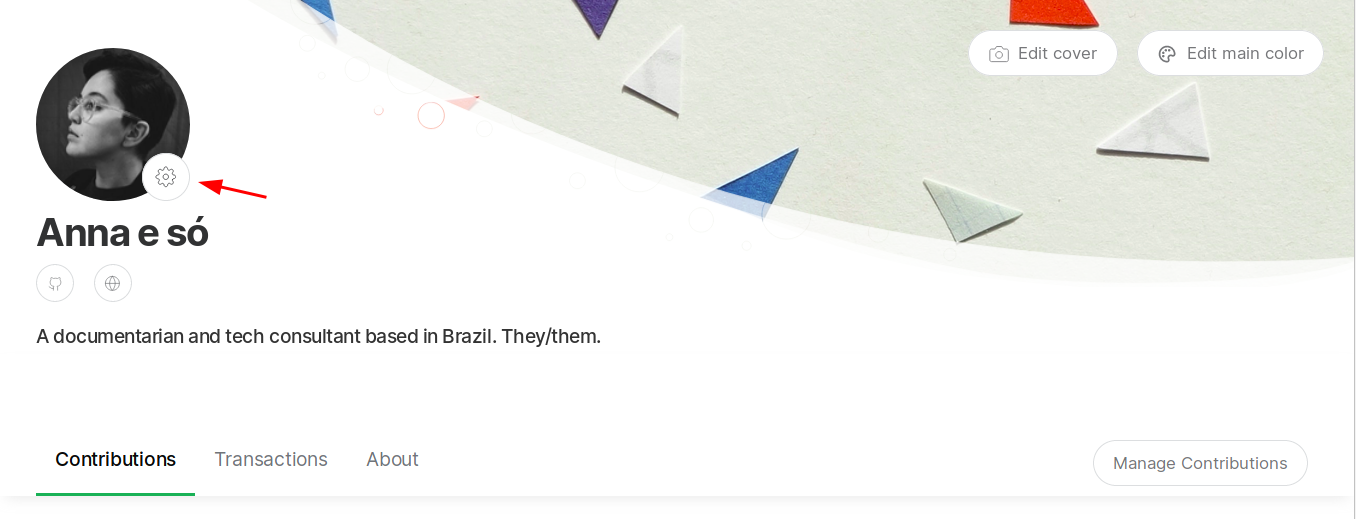 Edit cover
Edit main color
Anna e só
A documentarian and tech consultant based in Brazil. They/them.
Contributions
Transactions
About
Manage Contributions